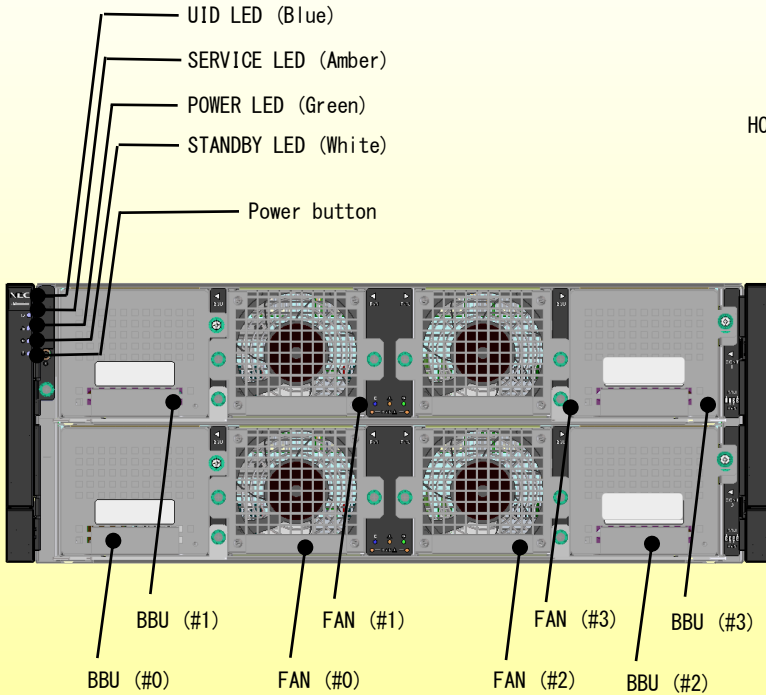 UID LED (Blue)
SERVICE LED (Amber)
POWER LED (Green)
STANDBY LED (White)
HO
Power button
BBU (#1)
FAN (#1)
FAN (#3)
BBU (#3)
BBU (#0)
FAN (#0)
FAN (#2)
BBU (#2)